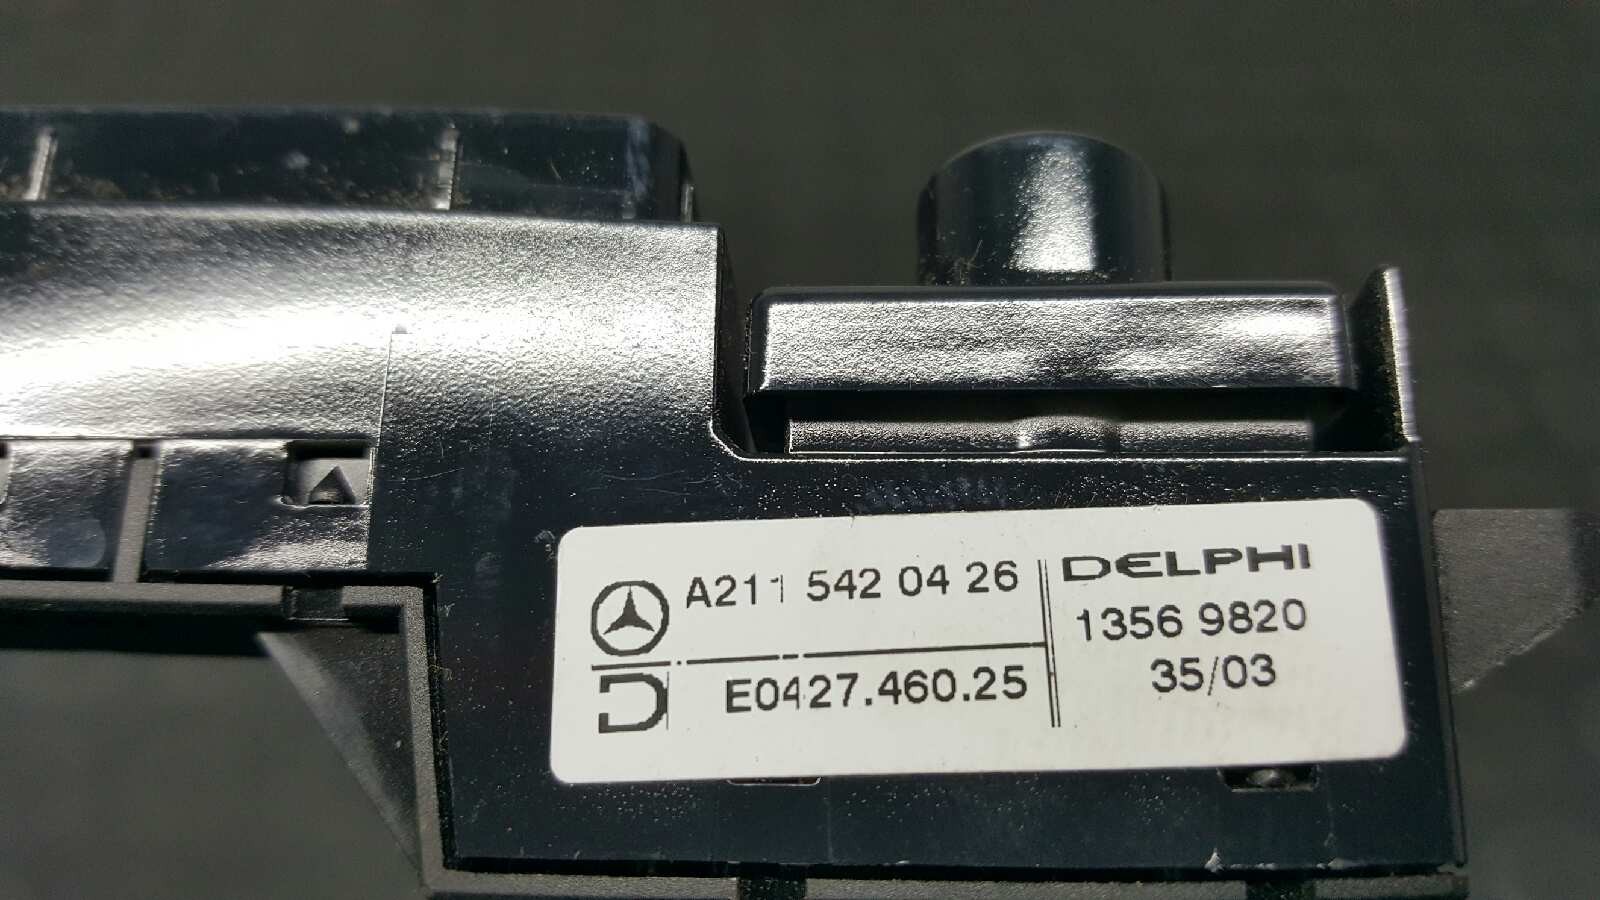 A211 542 04 26
E0427.460.25
DELPHI
1356 9820
35/03